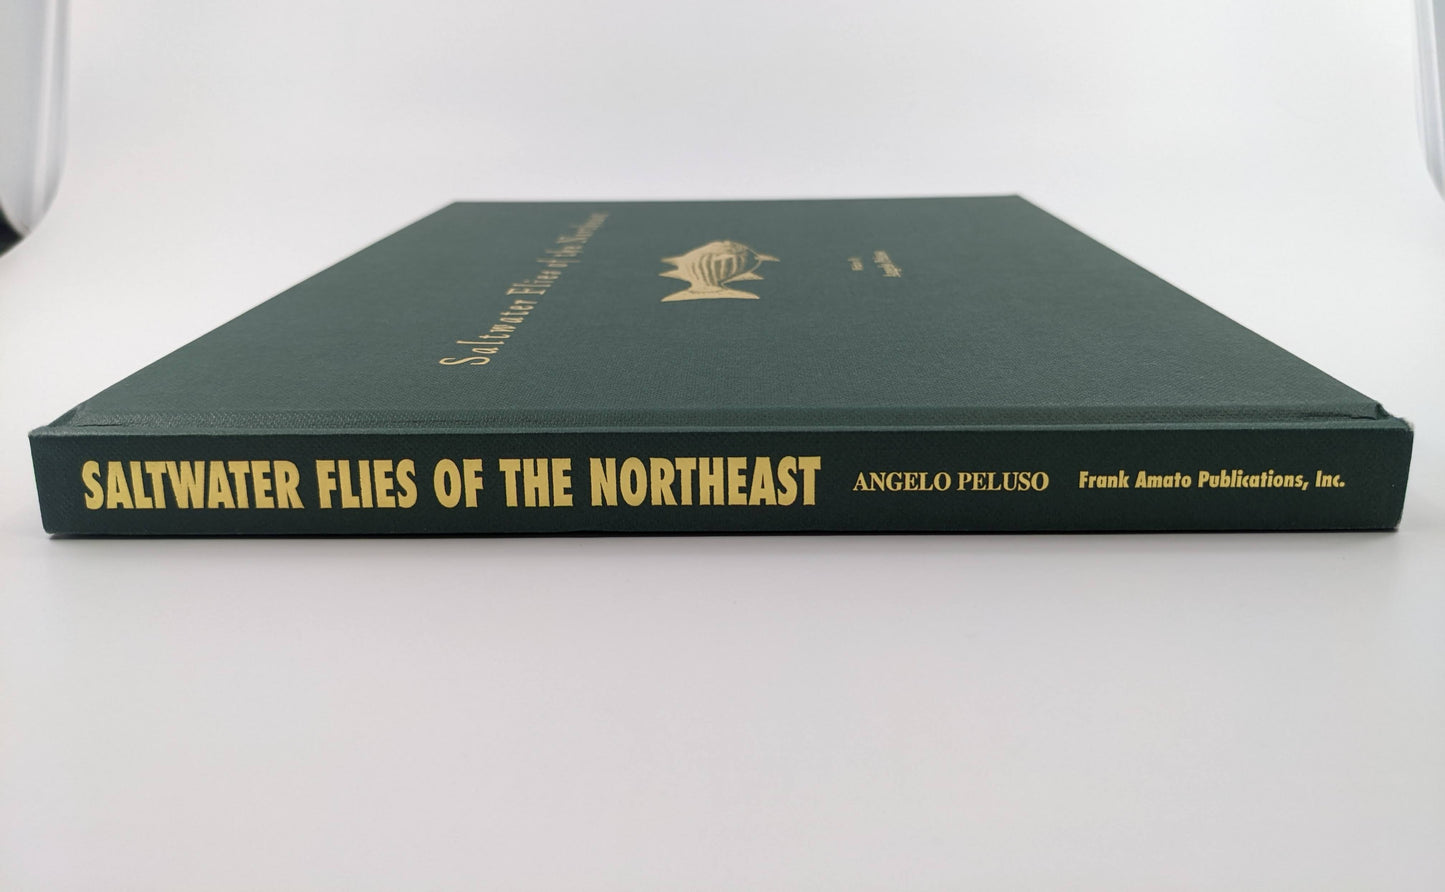 Saltwater Flies of the Northeast
SALTWATER FLIES OF THE NORTHEAST ANGELO PELUSO Frank Amato Publications, Inc.